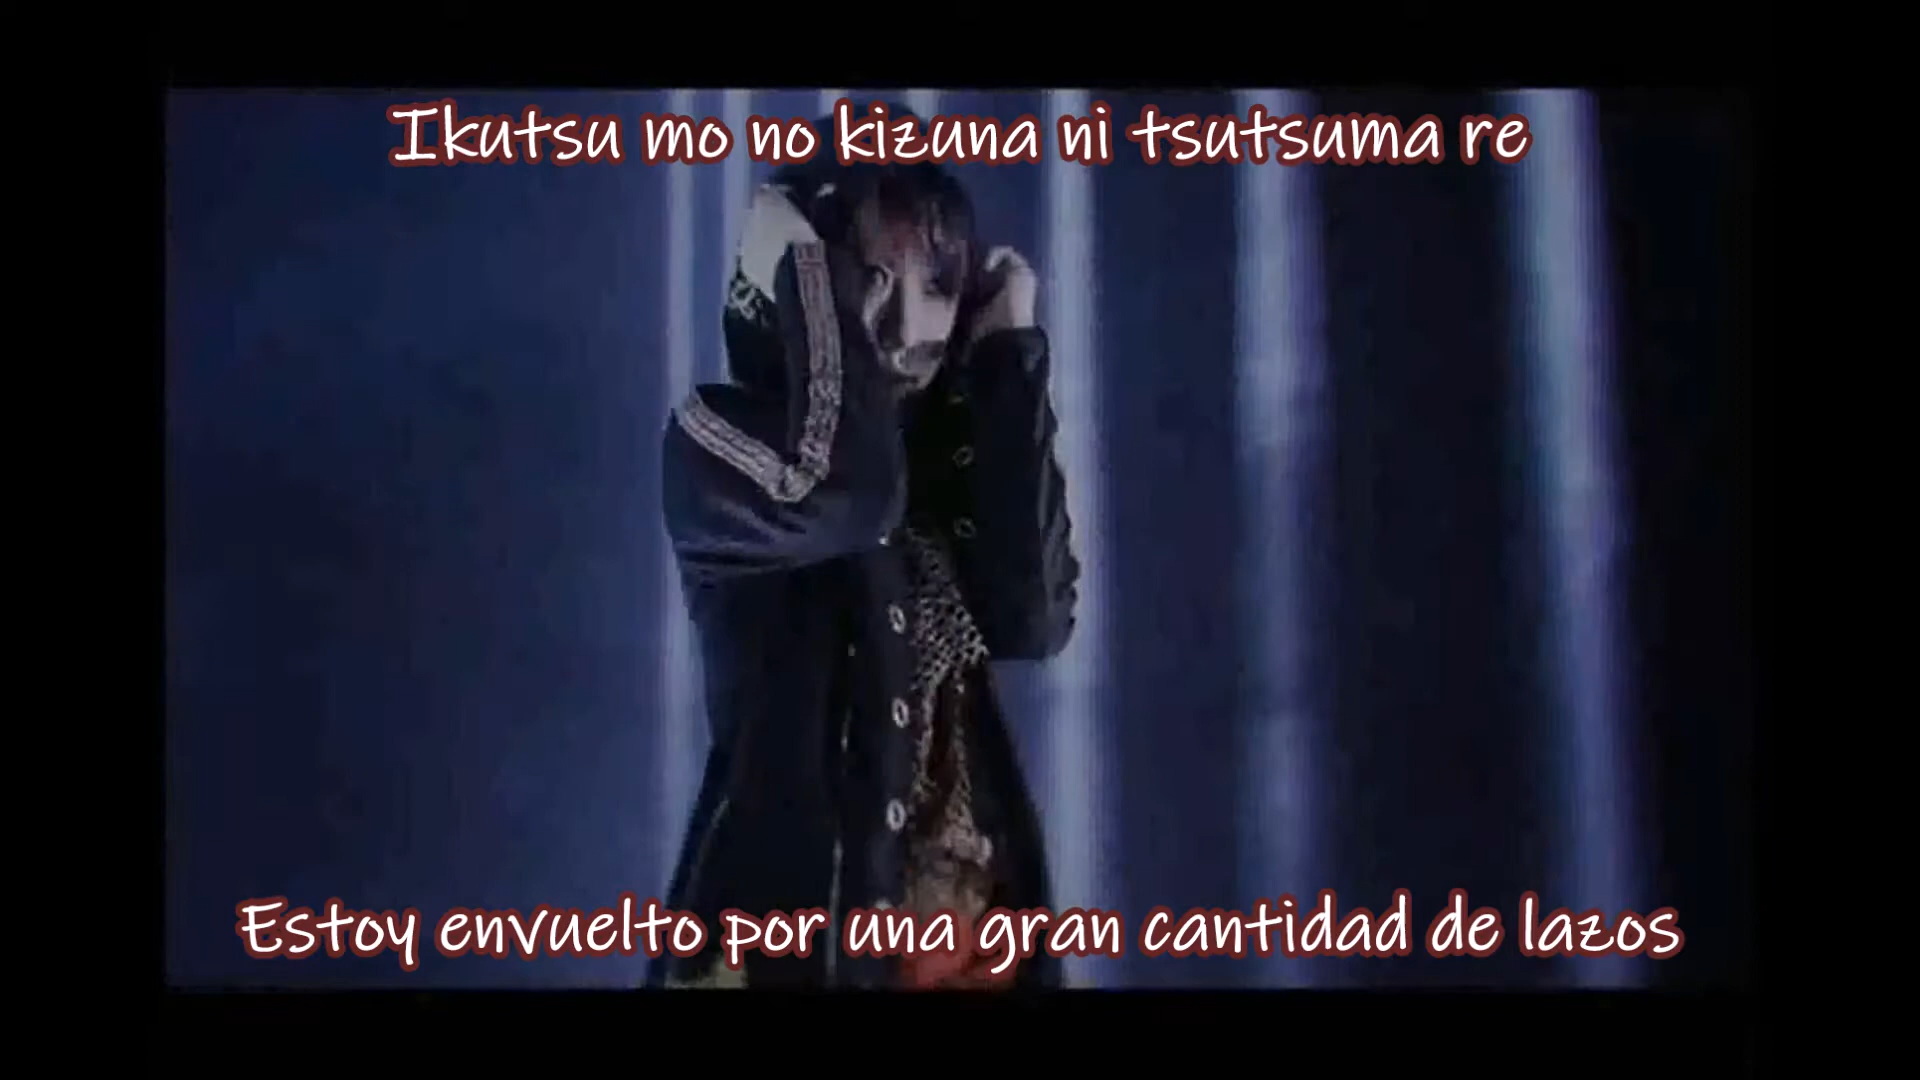 Ikutsu mo no kizuna ni tsutsuma re
Estoy envuelto por una gran cantidad de lazos